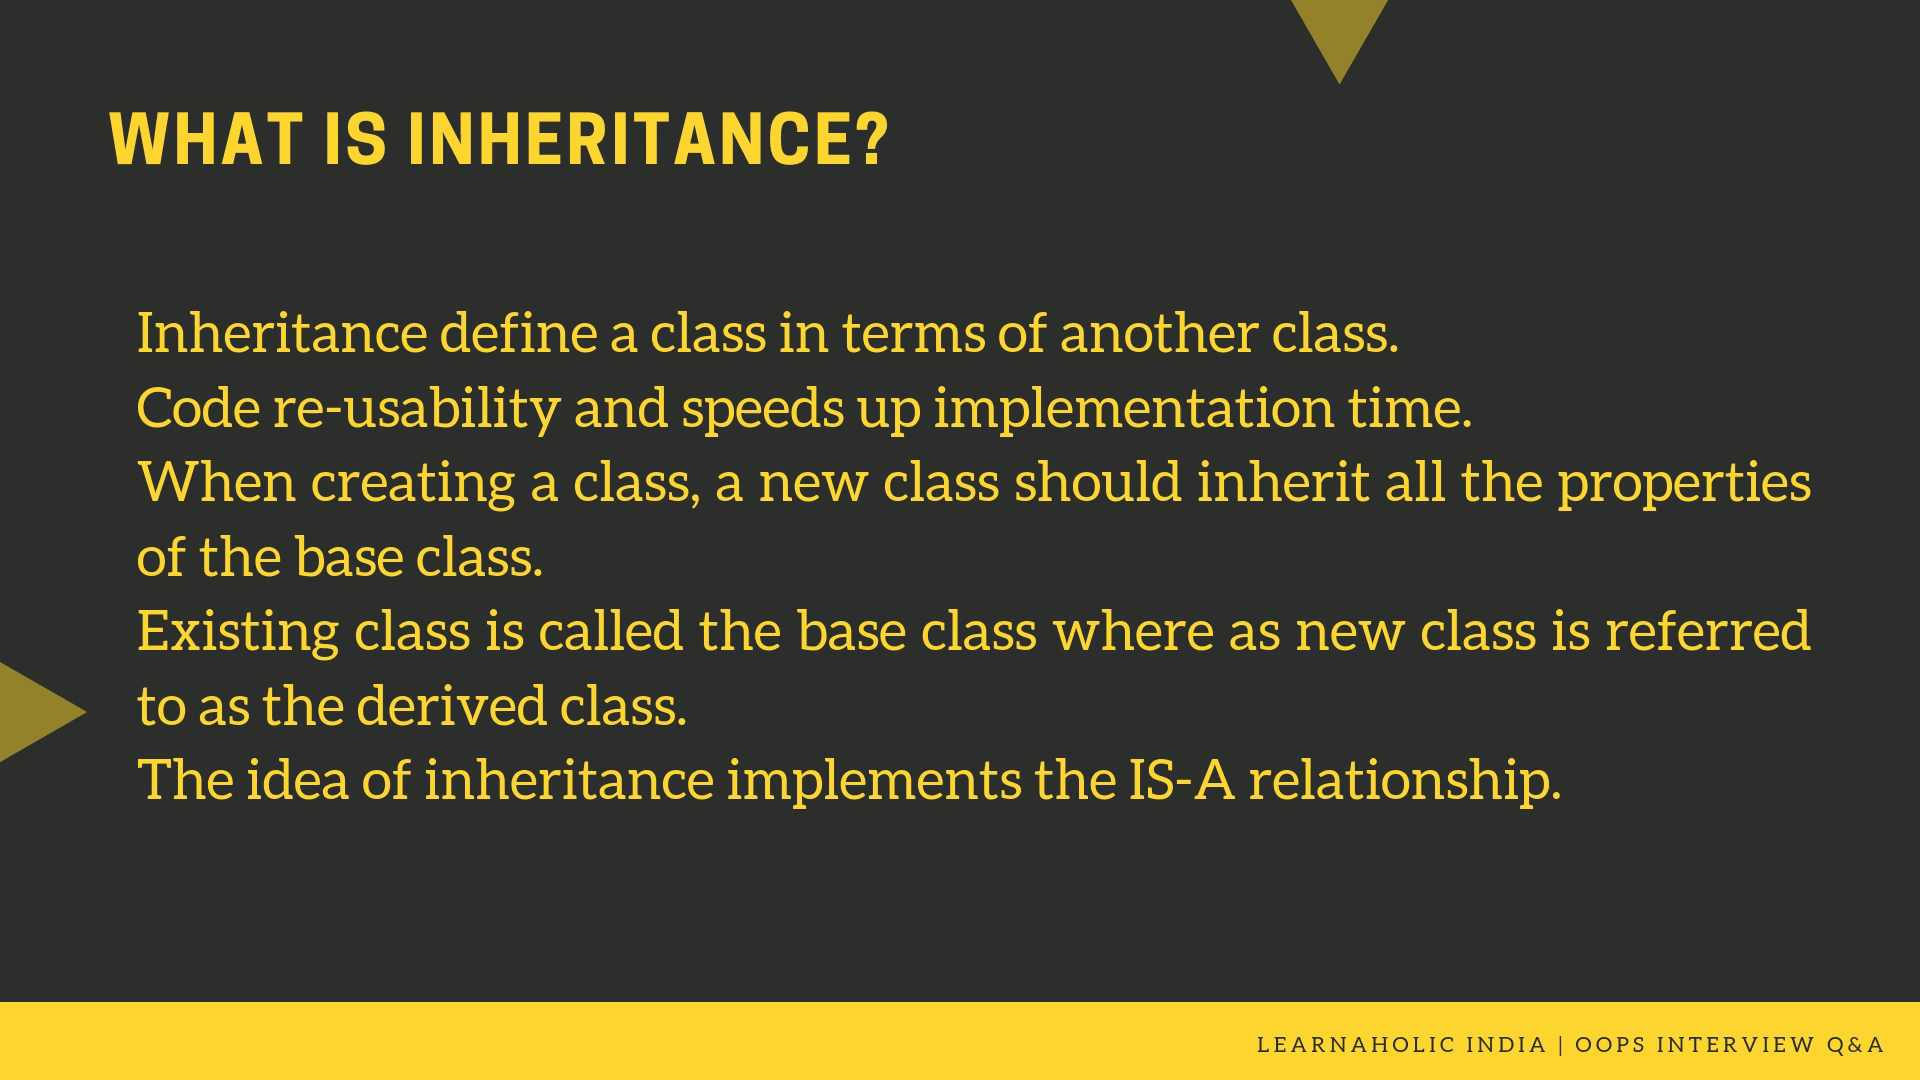 WHAT IS INHERITANCE?
Inheritance define a class in terms of another class.
Code re-usability and speeds up implementation time.
When creating a class, a new class should inherit all the properties
of the base class.
Existing class is called the base class where as new class is referred
to as the derived class.
The idea of inheritance implements the IS-A relationship.
LEARNAHOLIC INDIA | OOPS INTERVIEW Q&A